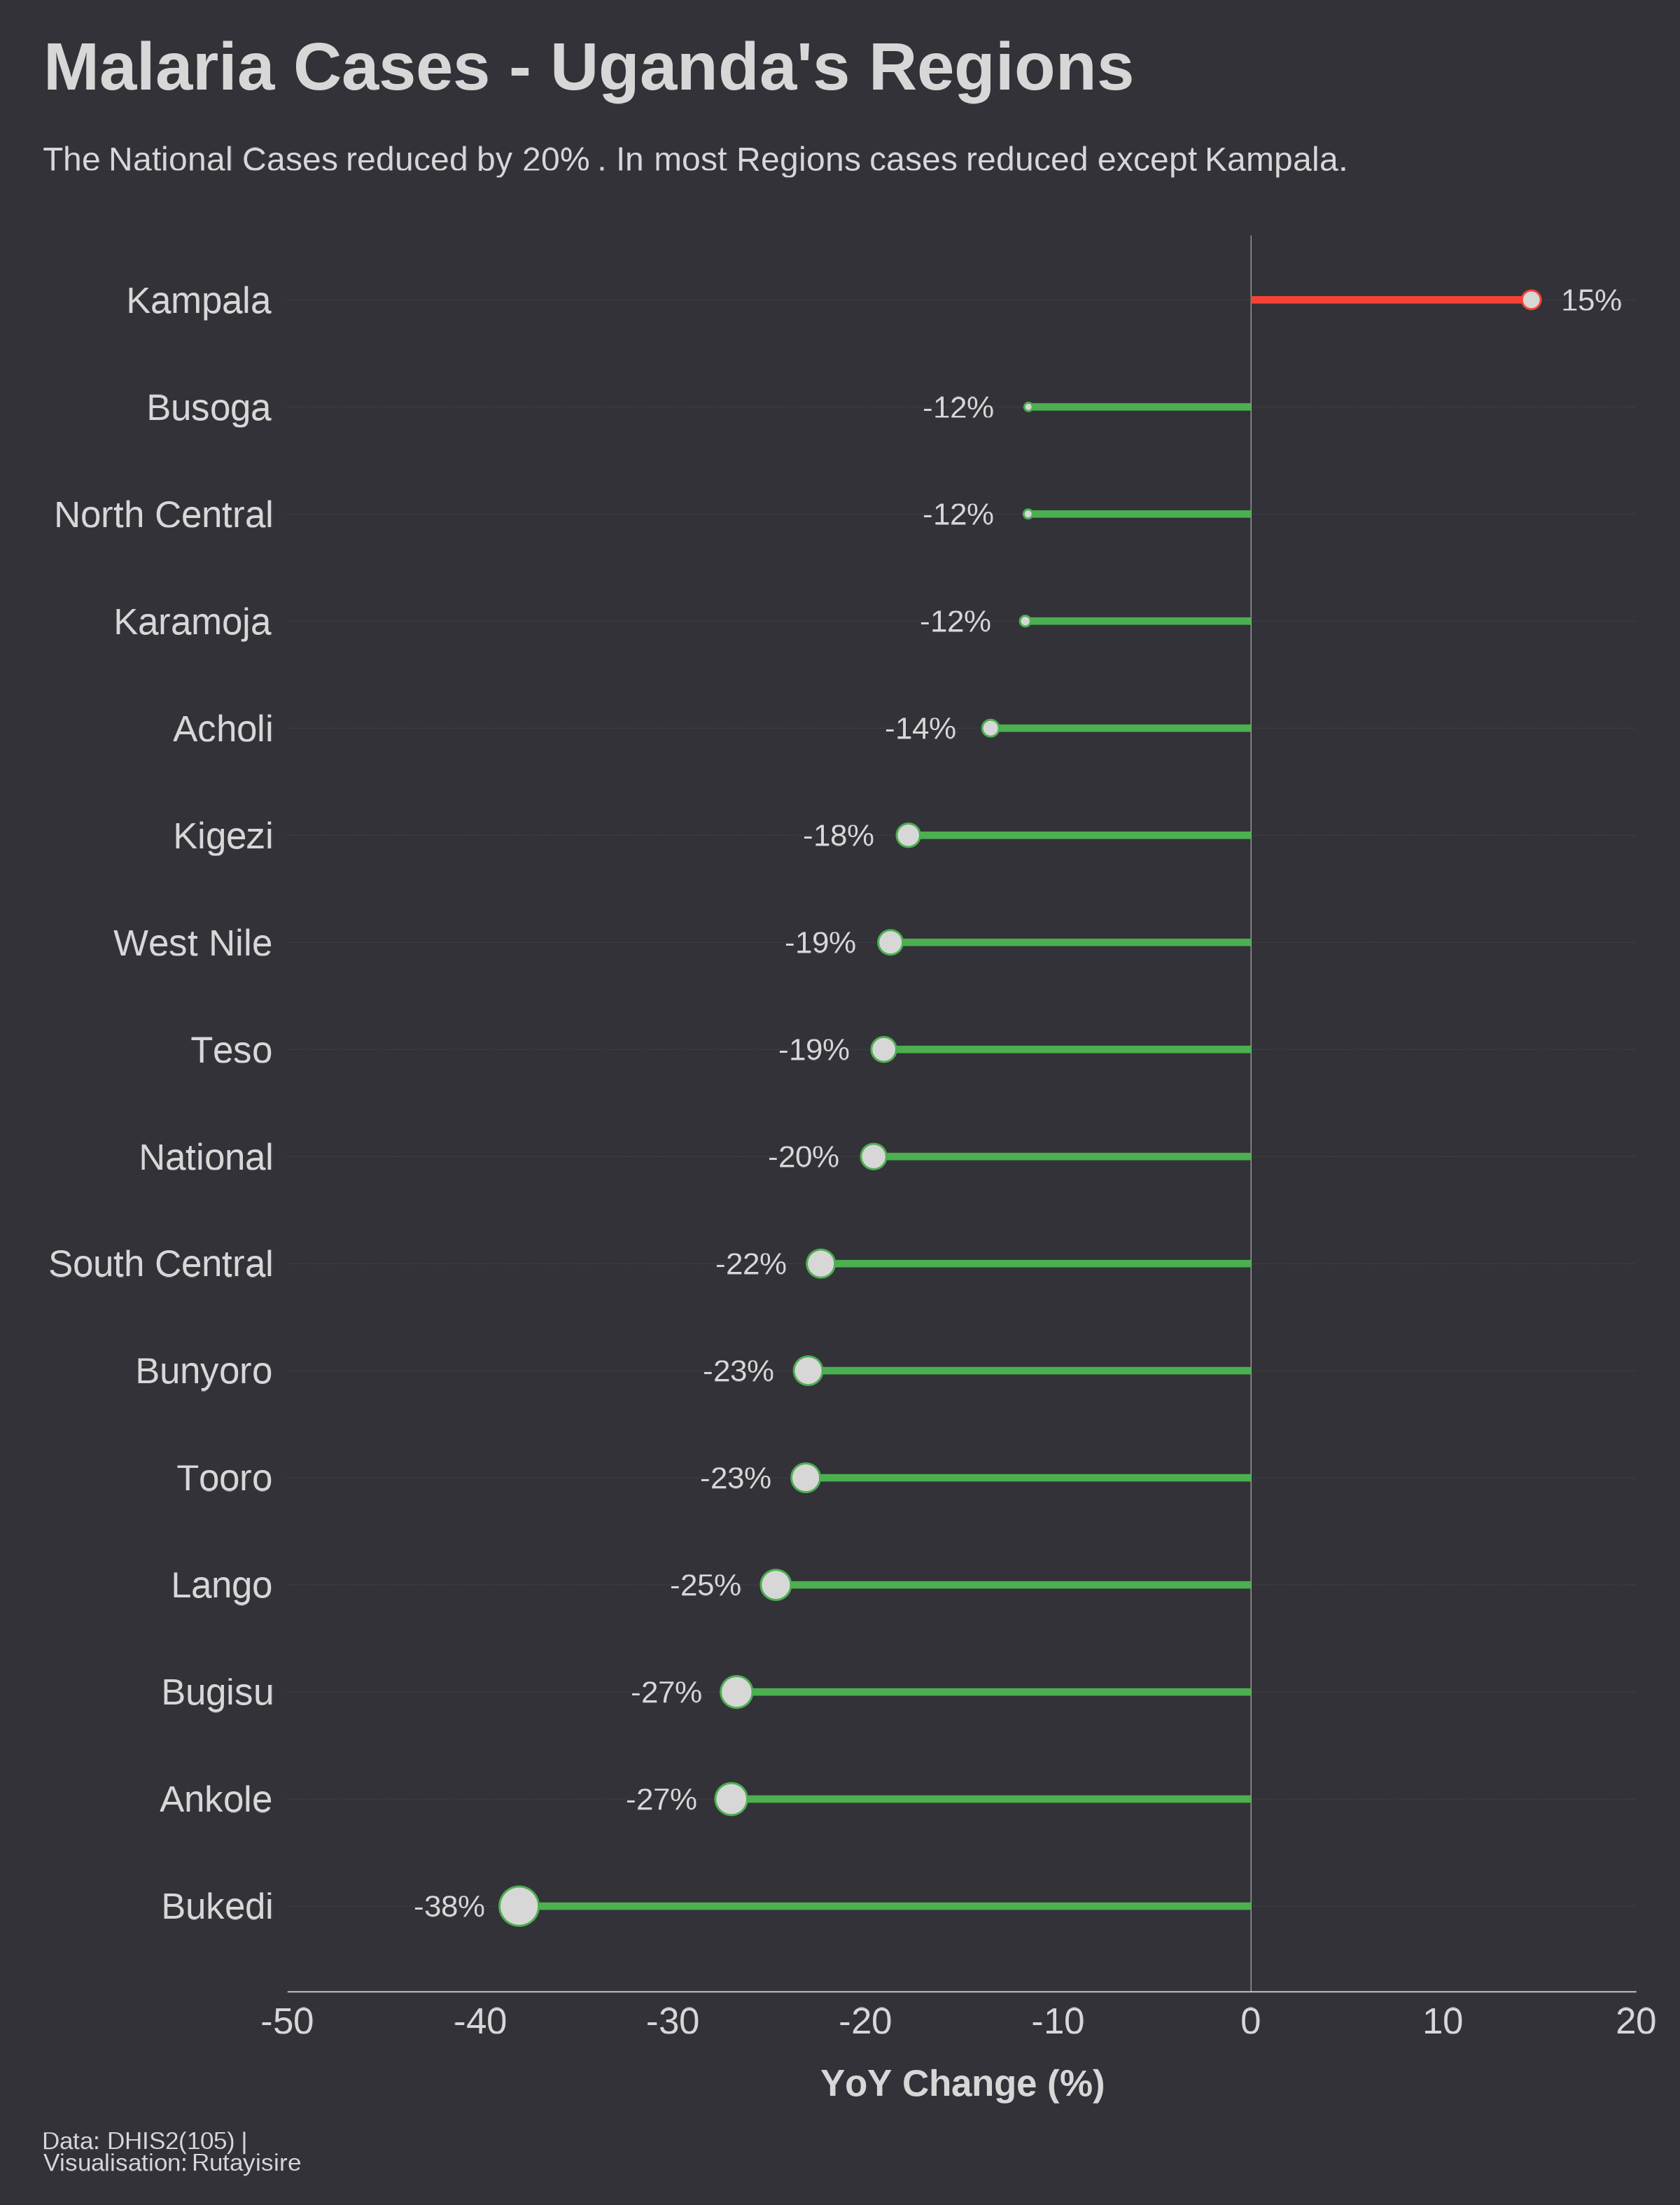 Malaria Cases - Uganda's Regions
The National Cases reduced by 20% . In most Regions cases reduced except Kampala.
Kampala 15%
Busoga -12%
North Central -12%
Karamoja -12%
Acholi -14%
Kigezi -18%
West Nile -19%
Teso -19%
National -20%
South Central -22%
Bunyoro -23%
Tooro -23%
Lango -25%
Bugisu -27%
Ankole -27%
Bukedi -38%
-50 -40 -30 -20 -10 0 10 20
YoY Change (%)
Data: DHIS2(105) |
Visualisation: Rutayisire